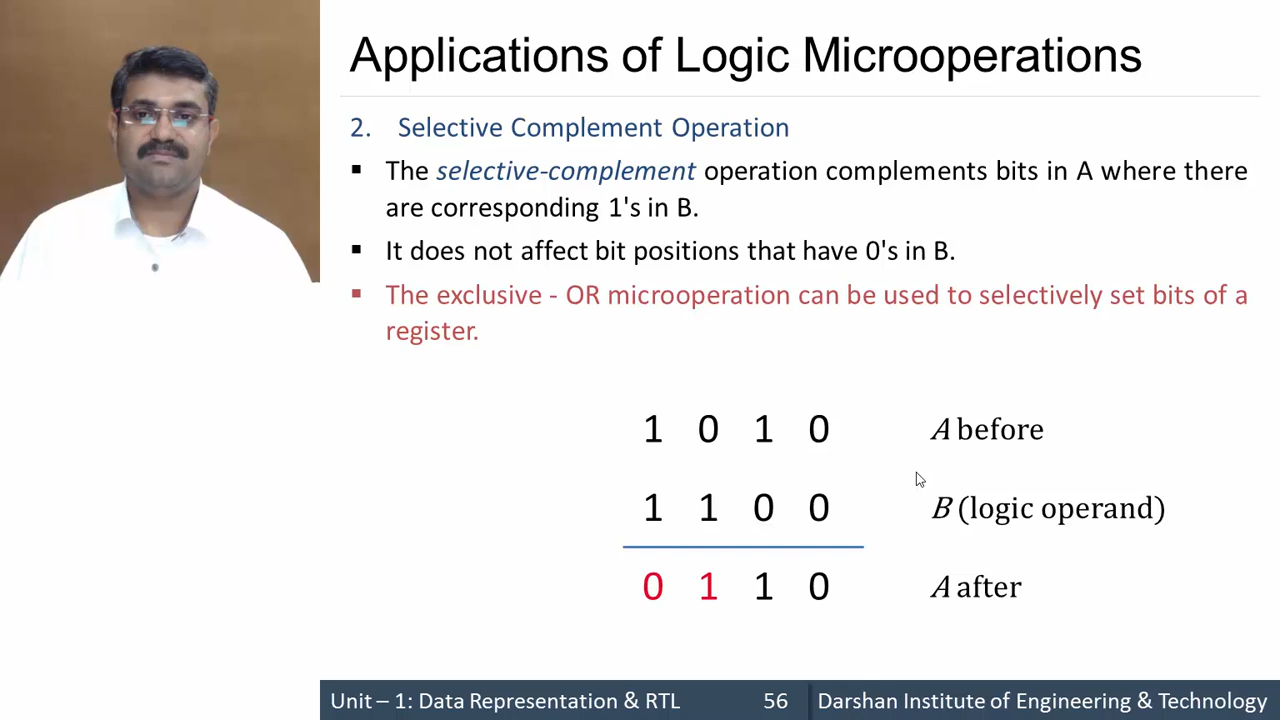 Applications of Logic Microoperations
2. Selective Complement Operation
▪ The selective-complement operation complements bits in A where there
are corresponding 1's in B.
▪ It does not affect bit positions that have 0's in B.
▪ The exclusive - OR microoperation can be used to selectively set bits of a
register.
1 0 1 0 A before
1 1 0 0 B (logic operand)
0 1 1 0 A after
Unit – 1: Data Representation & RTL 56 Darshan Institute of Engineering & Technology